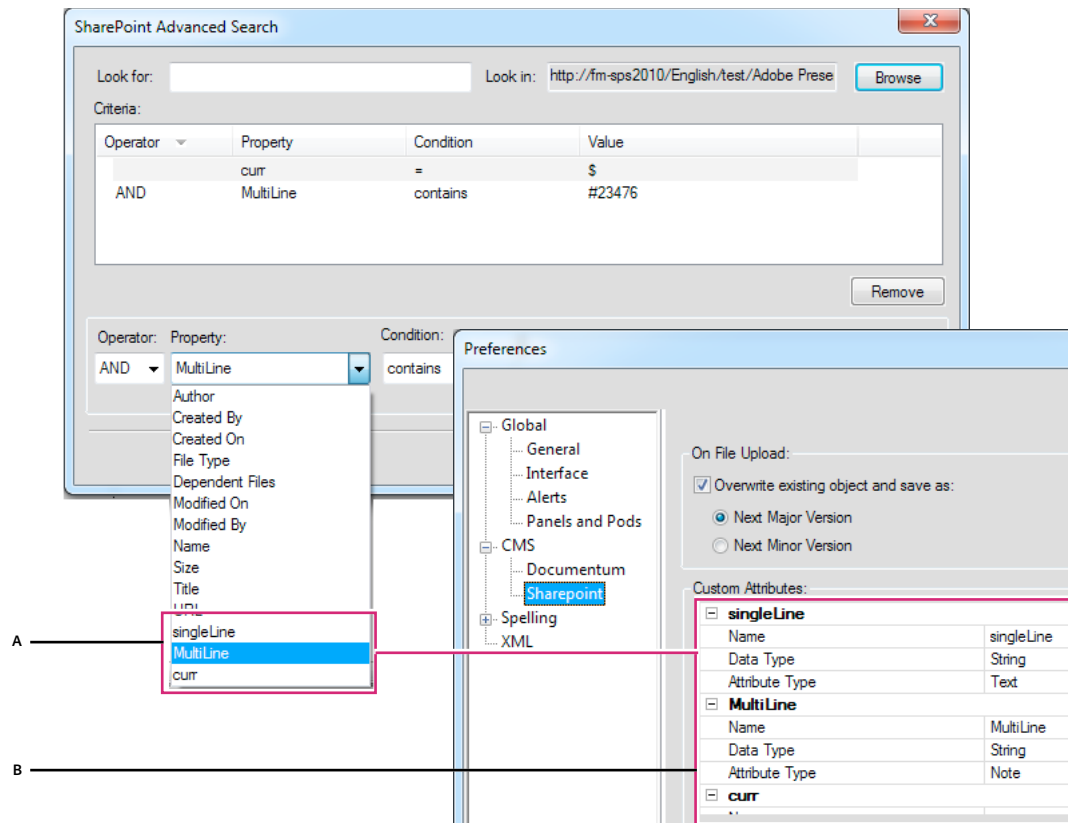 SharePoint Advanced Search
Look for:
Look in: http://fm-sps2010/English/test/Adobe Prese Browse
Criteria:
Operator Property Condition Value
curr = $
AND MultiLine contains #23476
Remove
Operator: Property: Condition:
AND MultiLine contains
Author
Created By
Created On
File Type
Dependent Files
Modified On
Modified By
Name
Size
Title
URL
singleLine
MultiLine
curr
A
B
Preferences
Global
General
Interface
Alerts
Panels and Pods
CMS
Documentum
Sharepoint
Spelling
XML
On File Upload:
Overwrite existing object and save as:
Next Major Version
Next Minor Version
Custom Attributes:
singleLine
Name singleLine
Data Type String
Attribute Type Text
MultiLine
Name MultiLine
Data Type String
Attribute Type Note
curr